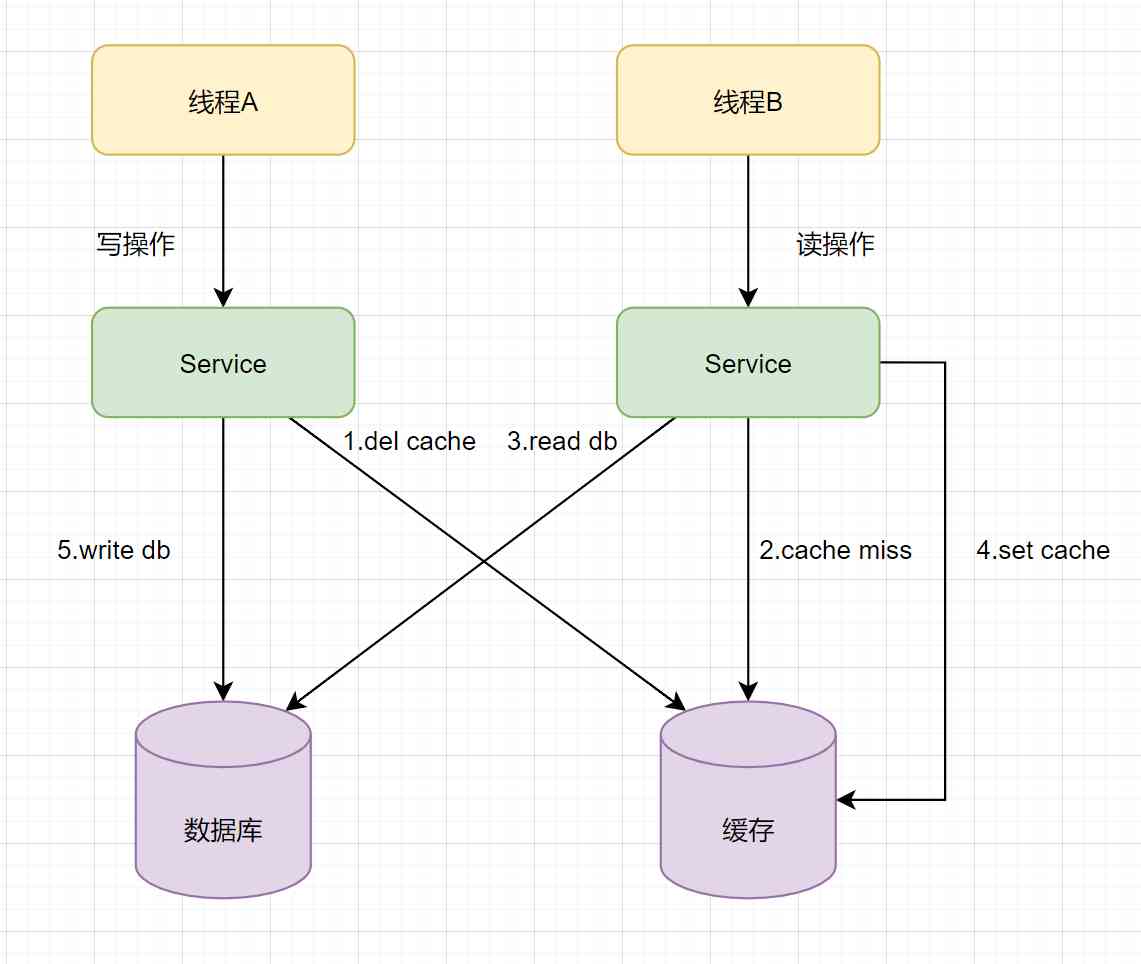 线程A
线程B
写操作
读操作
Service
Service
1.del cache
3.read db
5.write db
2.cache miss
4.set cache
数据库
缓存